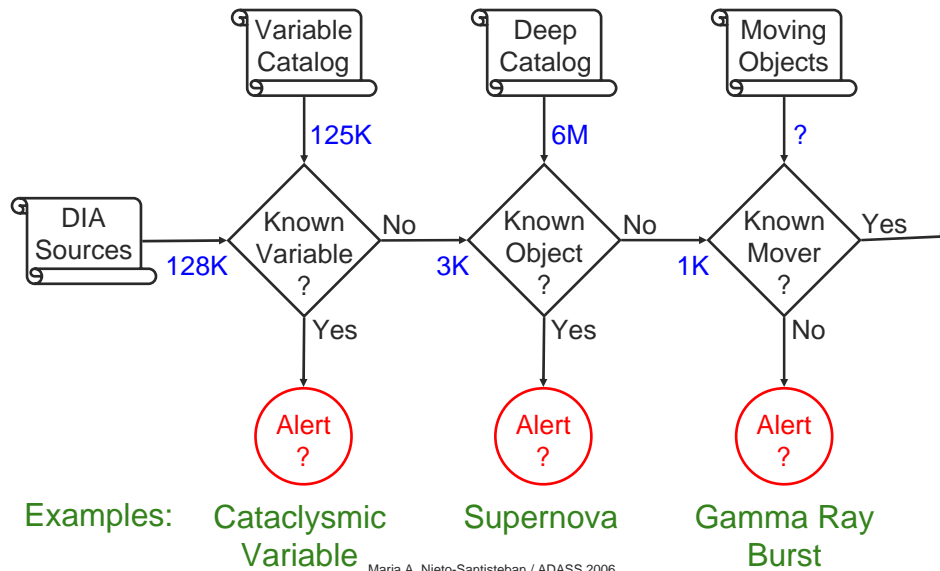 Variable
Catalog
Deep
Catalog
Moving
Objects
125K
6M
?
DIA
Sources
128K
Known
Variable
?
No
3K
Known
Object
?
No
1K
Known
Mover
?
Yes
Yes
Yes
No
Alert
?
Alert
?
Alert
?
Examples:
Cataclysmic
Variable
Supernova
Gamma Ray
Burst
Maria A. Nieto-Santisteban / ADASS 2006